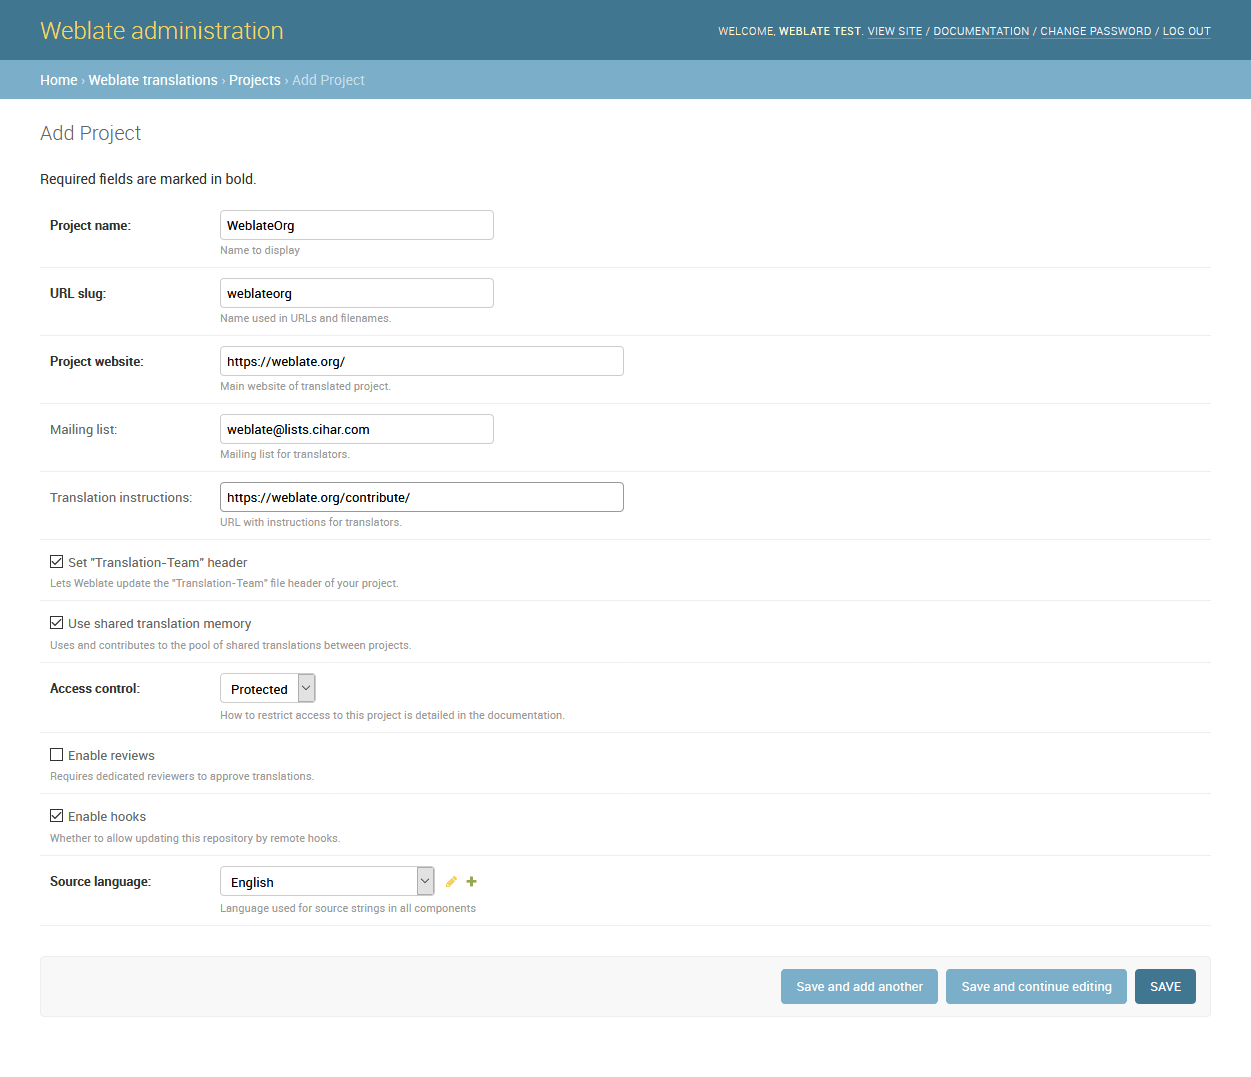 Weblate administration
WELCOME, WEBLATE TEST. VIEW SITE / DOCUMENTATION / CHANGE PASSWORD / LOG OUT
Home › Weblate translations › Projects › Add Project
Add Project
Required fields are marked in bold.
Project name:
WeblateOrg
Name to display
URL slug:
weblateorg
Name used in URLs and filenames.
Project website:
https://weblate.org/
Main website of translated project.
Mailing list:
weblate@lists.cihar.com
Mailing list for translators.
Translation instructions:
https://weblate.org/contribute/
URL with instructions for translators.
Set "Translation-Team" header
Lets Weblate update the "Translation-Team" file header of your project.
Use shared translation memory
Uses and contributes to the pool of shared translations between projects.
Access control:
Protected
How to restrict access to this project is detailed in the documentation.
Enable reviews
Requires dedicated reviewers to approve translations.
Enable hooks
Whether to allow updating this repository by remote hooks.
Source language:
English
Language used for source strings in all components
Save and add another
Save and continue editing
SAVE